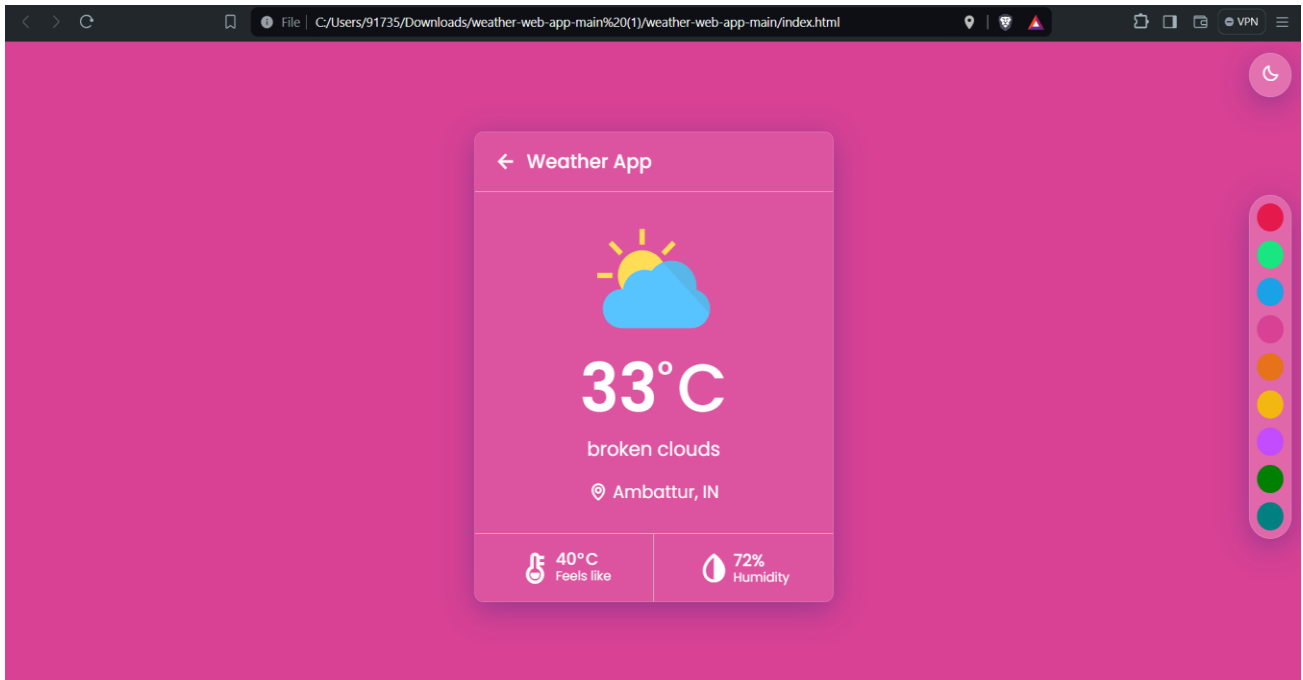 File C:/Users/91735/Downloads/weather-web-app-main%20(1)/weather-web-app-main/index.html
VPN
Weather App
33°C
broken clouds
Ambattur, IN
40°C
Feels like
72%
Humidity